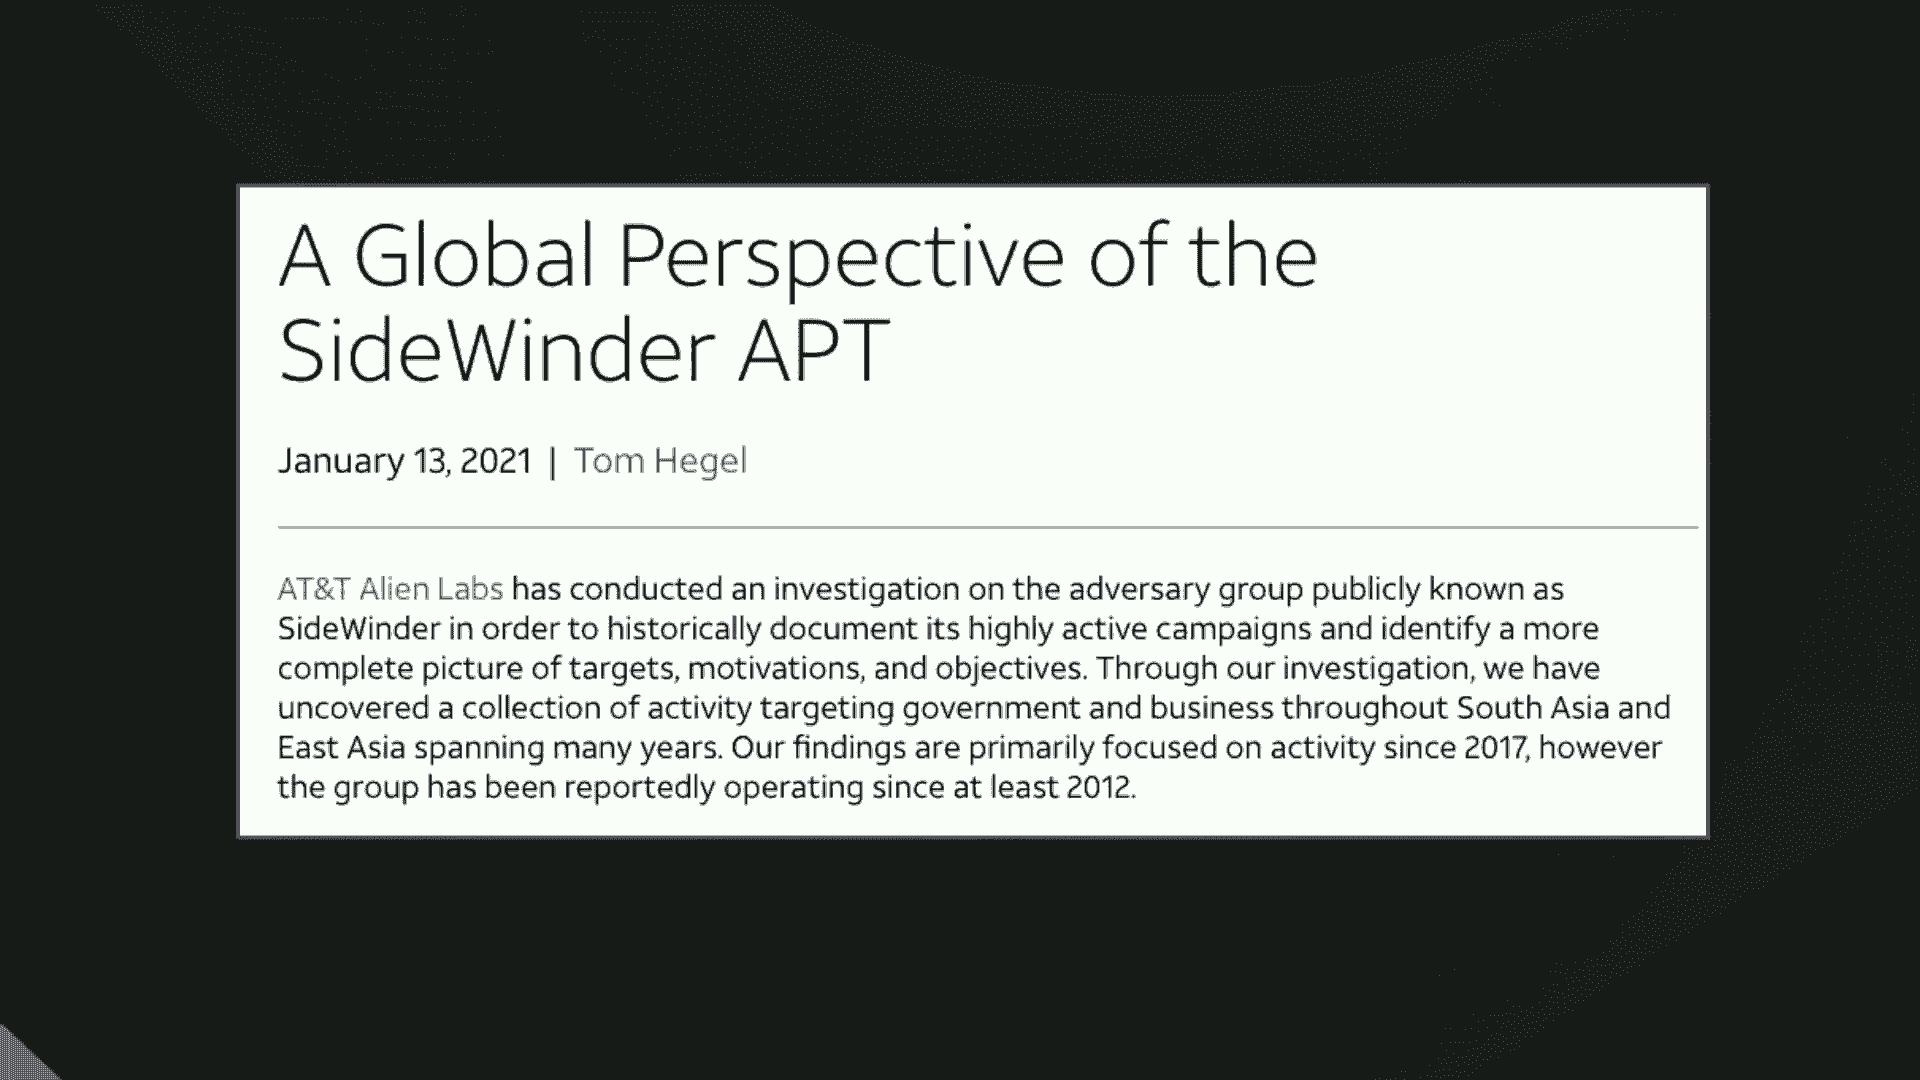 A Global Perspective of the
SideWinder APT
January 13, 2021 | Tom Hegel
AT&T Alien Labs has conducted an investigation on the adversary group publicly known as
SideWinder in order to historically document its highly active campaigns and identify a more
complete picture of targets, motivations, and objectives. Through our investigation, we have
uncovered a collection of activity targeting government and business throughout South Asia and
East Asia spanning many years. Our findings are primarily focused on activity since 2017, however
the group has been reportedly operating since at least 2012.